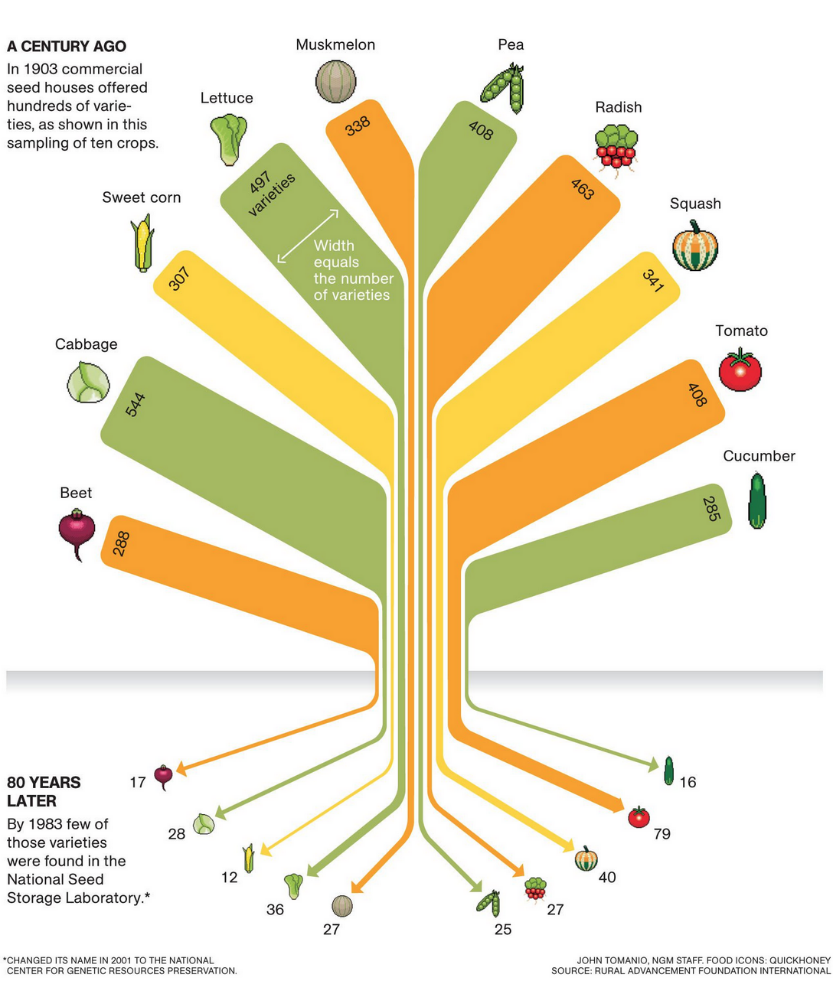 A CENTURY AGO
In 1903 commercial
seed houses offered
hundreds of varie-
ties, as shown in this
sampling of ten crops.
Muskmelon
338
Pea
408
Lettuce
497
varieties
Width
equals
the number
of varieties
Radish
463
Sweet corn
307
Squash
341
Cabbage
544
Tomato
408
Beet
288
Cucumber
285
80 YEARS
LATER
By 1983 few of
those varieties
were found in the
National Seed
Storage Laboratory.*
17
28
12
36
27
25
27
40
79
16
*CHANGED ITS NAME IN 2001 TO THE NATIONAL
CENTER FOR GENETIC RESOURCES PRESERVATION.
JOHN TOMANIO, NGM STAFF. FOOD ICONS: QUICKHONEY
SOURCE: RURAL ADVANCEMENT FOUNDATION INTERNATIONAL